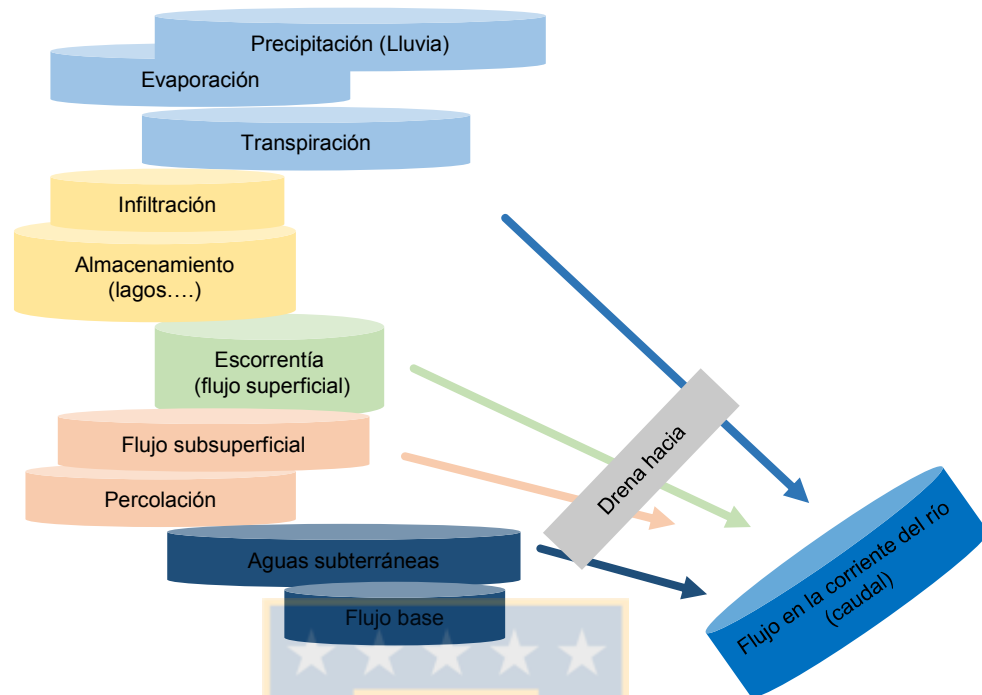 Precipitación (Lluvia)
Evaporación
Transpiración
Infiltración
Almacenamiento
(lagos….)
Escorrentía
(flujo superficial)
Flujo subsuperficial
Percolación
Aguas subterráneas
Flujo base
Drena hacia
Flujo en la corriente del río
(caudal)